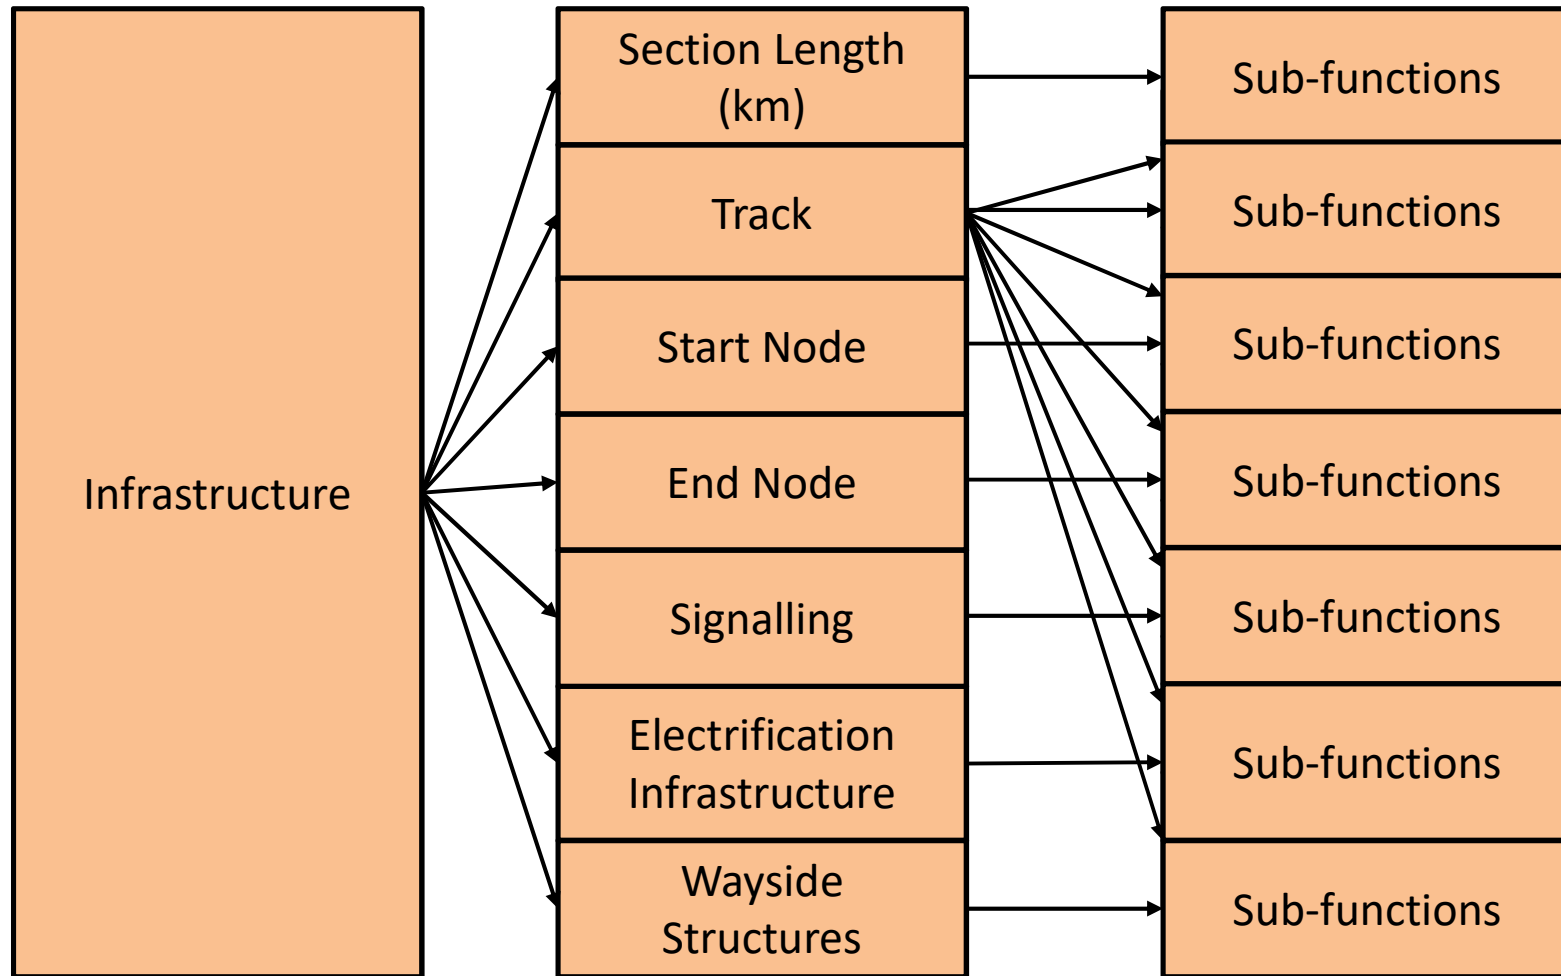 Infrastructure
Section Length
(km)
Track
Start Node
End Node
Signalling
Electrification
Infrastructure
Wayside
Structures
Sub-functions
Sub-functions
Sub-functions
Sub-functions
Sub-functions
Sub-functions
Sub-functions